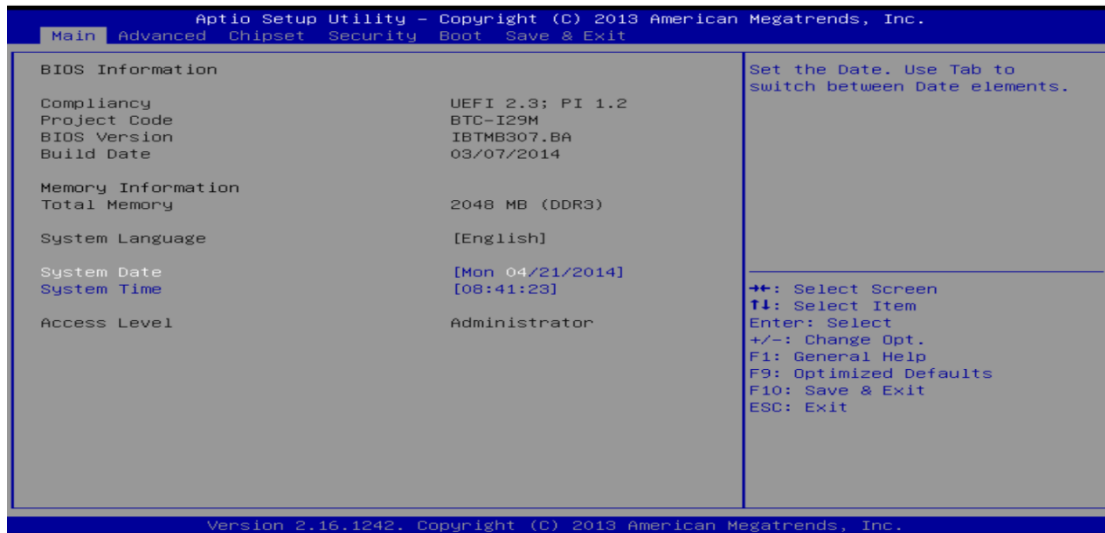 Aptio Setup Utility – Copyright (C) 2013 American Megatrends, Inc.
Main Advanced Chipset Security Boot Save & Exit
BIOS Information
Compliancy UEFI 2.3; PI 1.2
Project Code BTC-I29M
BIOS Version IBTMB307.BA
Build Date 03/07/2014
Memory Information
Total Memory 2048 MB (DDR3)
System Language [English]
System Date [Mon 04/21/2014]
System Time [08:41:23]
Access Level Administrator
Set the Date. Use Tab to
switch between Date elements.
→←: Select Screen
↑↓: Select Item
Enter: Select
+/-: Change Opt.
F1: General Help
F9: Optimized Defaults
F10: Save & Exit
ESC: Exit
Version 2.16.1242. Copyright (C) 2013 American Megatrends, Inc.